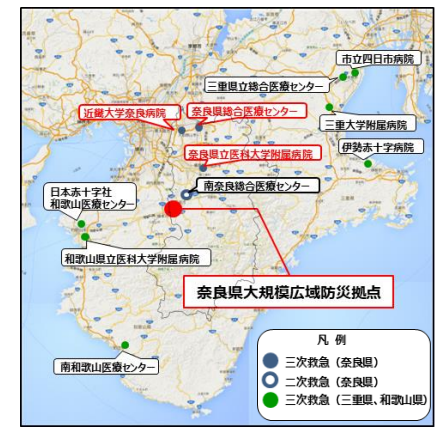 市立四日市病院
三重県立総合医療センター
近畿大学奈良病院
奈良県総合医療センター
三重大学附属病院
伊勢赤十字病院
奈良県立医科大学附属病院
南奈良総合医療センター
日本赤十字社
和歌山医療センター
和歌山県立医科大学附属病院
奈良県大規模広域防災拠点
南和歌山医療センター
凡 例
三次救急（奈良県）
二次救急（奈良県）
三次救急（三重県、和歌山県）